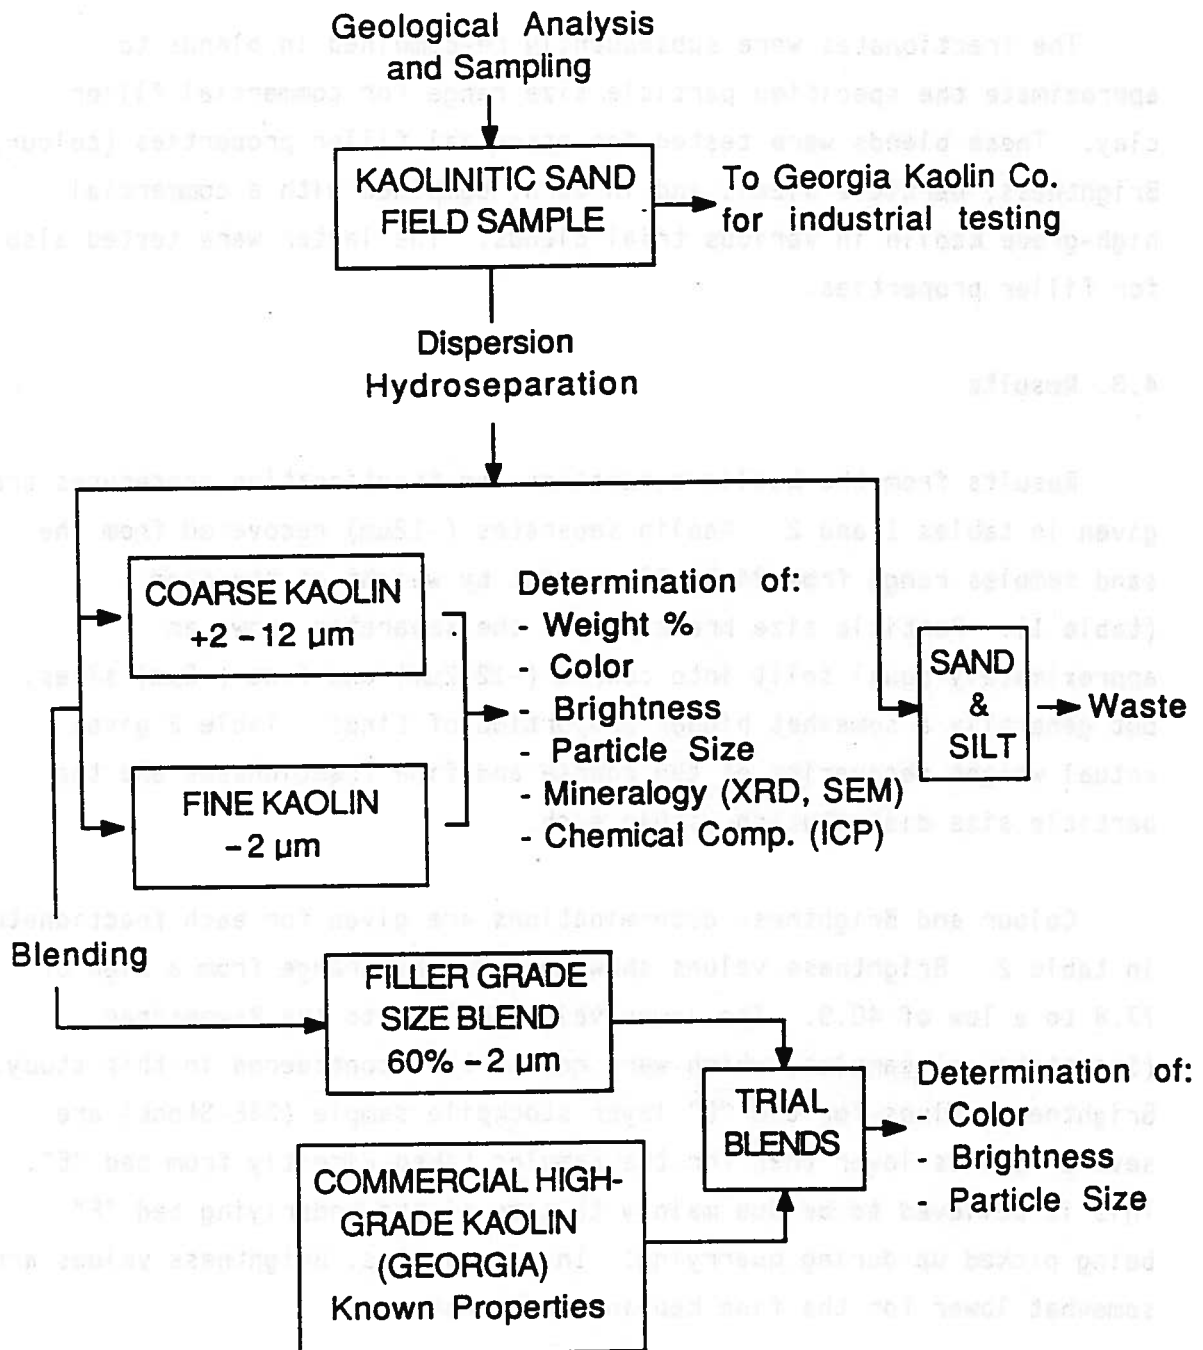 Geological Analysis
and Sampling
KAOLINITIC SAND
FIELD SAMPLE
To Georgia Kaolin Co.
for industrial testing
Dispersion
Hydroseparation
COARSE KAOLIN
+2 – 12 µm
FINE KAOLIN
– 2 µm
Determination of:
- Weight %
- Color
- Brightness
- Particle Size
- Mineralogy (XRD, SEM)
- Chemical Comp. (ICP)
SAND
&
SILT
Waste
Blending
FILLER GRADE
SIZE BLEND
60% – 2 µm
COMMERCIAL HIGH-
GRADE KAOLIN
(GEORGIA)
Known Properties
TRIAL
BLENDS
Determination of:
- Color
- Brightness
- Particle Size